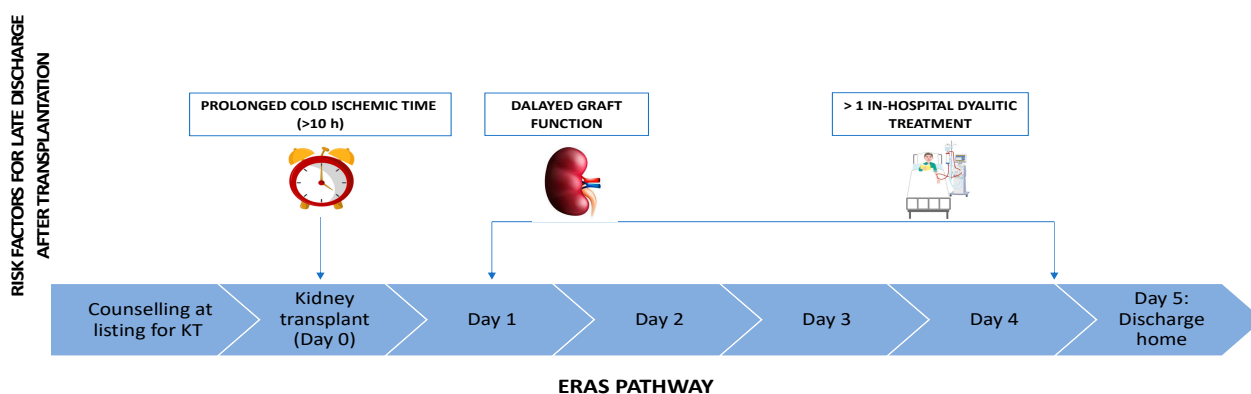 RISK FACTORS FOR LATE DISCHARGE
AFTER TRANSPLANTATION
PROLONGED COLD ISCHEMIC TIME
(>10 h)
DALAYED GRAFT
FUNCTION
> 1 IN-HOSPITAL DYALITIC
TREATMENT
Counselling at
listing for KT
Kidney
transplant
(Day 0)
Day 1
Day 2
Day 3
Day 4
Day 5:
Discharge
home
ERAS PATHWAY